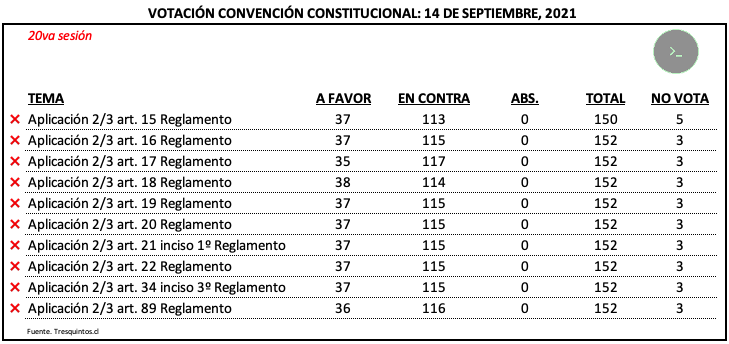 VOTACIÓN CONVENCIÓN CONSTITUCIONAL: 14 DE SEPTIEMBRE, 2021
20va sesión
>_
TEMA A FAVOR EN CONTRA ABS. TOTAL NO VOTA
❌ Aplicación 2/3 art. 15 Reglamento 37 113 0 150 5
❌ Aplicación 2/3 art. 16 Reglamento 37 115 0 152 3
❌ Aplicación 2/3 art. 17 Reglamento 35 117 0 152 3
❌ Aplicación 2/3 art. 18 Reglamento 38 114 0 152 3
❌ Aplicación 2/3 art. 19 Reglamento 37 115 0 152 3
❌ Aplicación 2/3 art. 20 Reglamento 37 115 0 152 3
❌ Aplicación 2/3 art. 21 inciso 1º Reglamento 37 115 0 152 3
❌ Aplicación 2/3 art. 22 Reglamento 37 115 0 152 3
❌ Aplicación 2/3 art. 34 inciso 3º Reglamento 37 115 0 152 3
❌ Aplicación 2/3 art. 89 Reglamento 36 116 0 152 3
Fuente. Tresquintos.cl